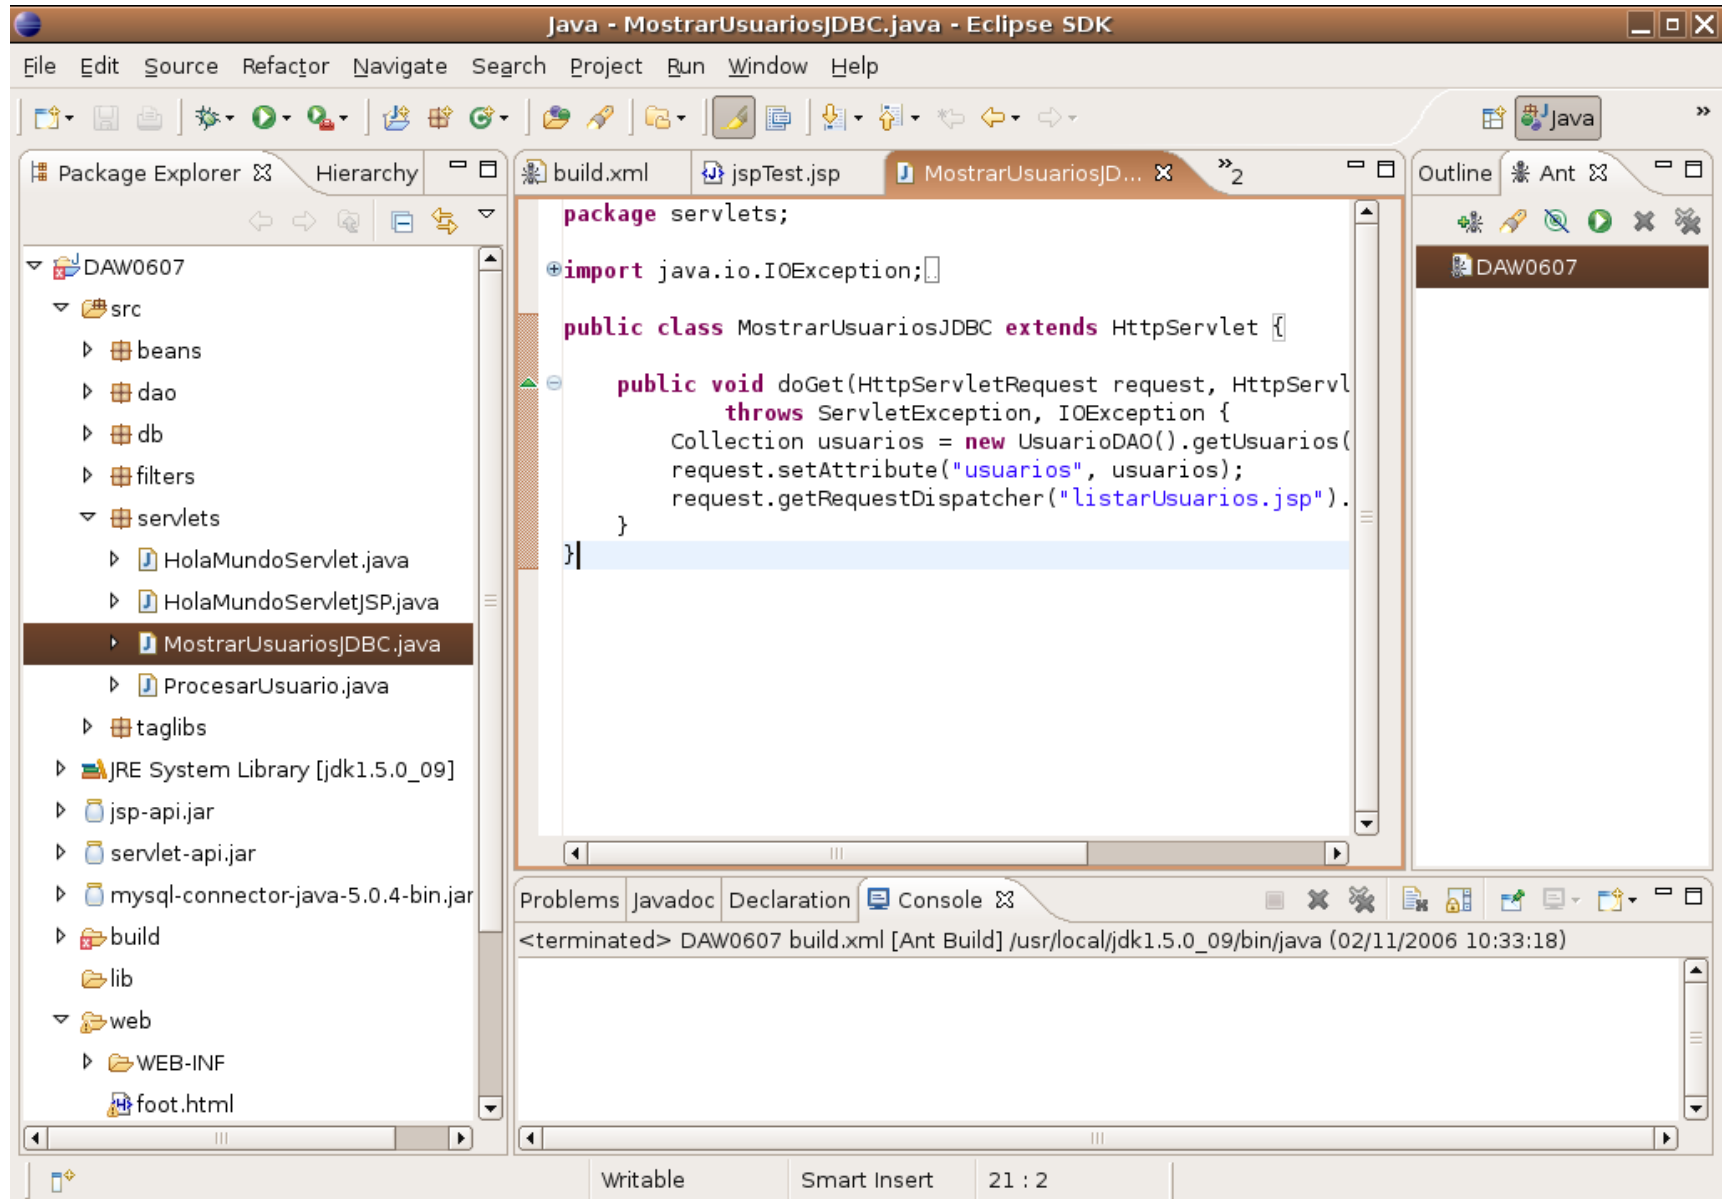 Java - MostrarUsuariosJDBC.java - Eclipse SDK
File Edit Source Refactor Navigate Search Project Run Window Help
Java »
Package Explorer Hierarchy
build.xml jspTest.jsp MostrarUsuariosJD... »2
Outline Ant
DAW0607
src
beans
dao
db
filters
servlets
HolaMundoServlet.java
HolaMundoServletJSP.java
MostrarUsuariosJDBC.java
ProcesarUsuario.java
taglibs
JRE System Library [jdk1.5.0_09]
jsp-api.jar
servlet-api.jar
mysql-connector-java-5.0.4-bin.jar
build
lib
web
WEB-INF
foot.html
package servlets;
import java.io.IOException;
public class MostrarUsuariosJDBC extends HttpServlet {
public void doGet(HttpServletRequest request, HttpServl
throws ServletException, IOException {
Collection usuarios = new UsuarioDAO().getUsuarios(
request.setAttribute("usuarios", usuarios);
request.getRequestDispatcher("listarUsuarios.jsp").
}
}
DAW0607
Problems Javadoc Declaration Console
<terminated> DAW0607 build.xml [Ant Build] /usr/local/jdk1.5.0_09/bin/java (02/11/2006 10:33:18)
Writable Smart Insert 21 : 2